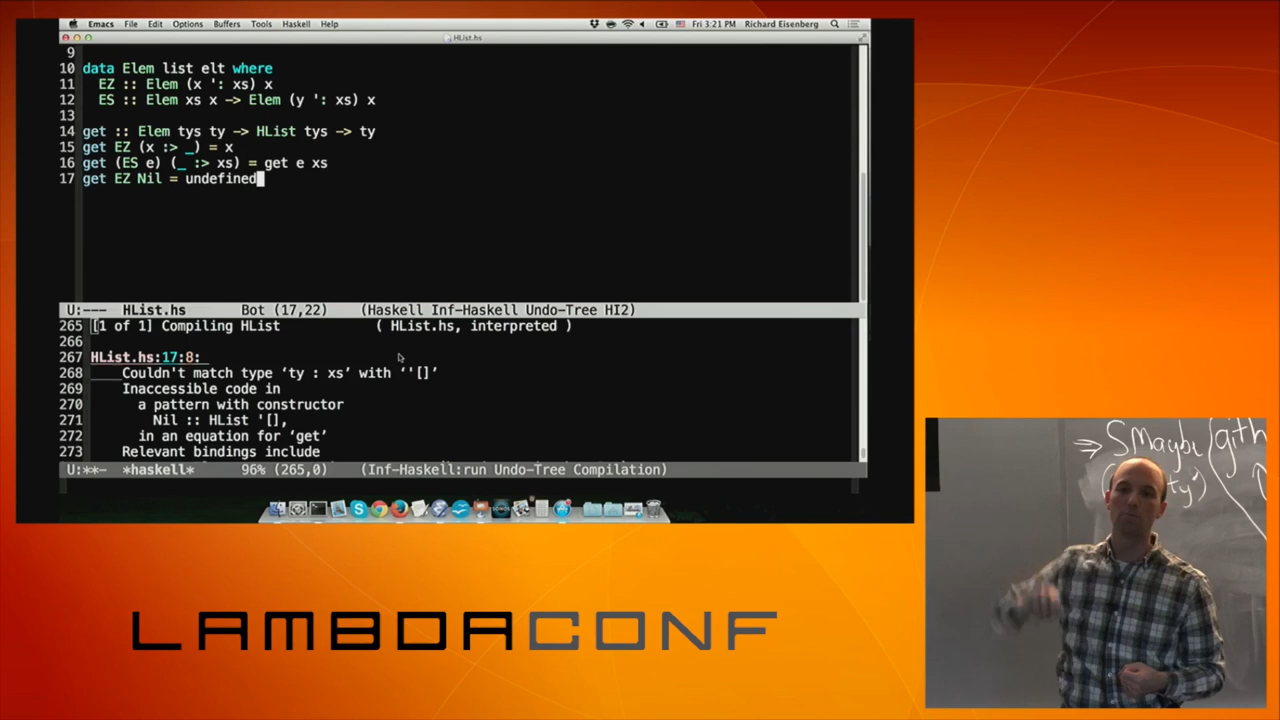 Emacs File Edit Options Buffers Tools Haskell Help Fri 3:21 PM Richard Eisenberg
HList.hs
9
10 data Elem list elt where
11 EZ :: Elem (x ': xs) x
12 ES :: Elem xs x -> Elem (y ': xs) x
13
14 get :: Elem tys ty -> HList tys -> ty
15 get EZ (x :> _) = x
16 get (ES e) (_ :> xs) = get e xs
17 get EZ Nil = undefined
U:--- HList.hs Bot (17,22) (Haskell Inf-Haskell Undo-Tree HI2)
265 [1 of 1] Compiling HList ( HList.hs, interpreted )
266
267 HList.hs:17:8:
268 Couldn't match type ‘ty : xs’ with ‘'[]’
269 Inaccessible code in
270 a pattern with constructor
271 Nil :: HList '[],
272 in an equation for ‘get’
273 Relevant bindings include
U:**- *haskell* 96% (265,0) (Inf-Haskell:run Undo-Tree Compilation)
=> SMaybe
LAMBDACONF